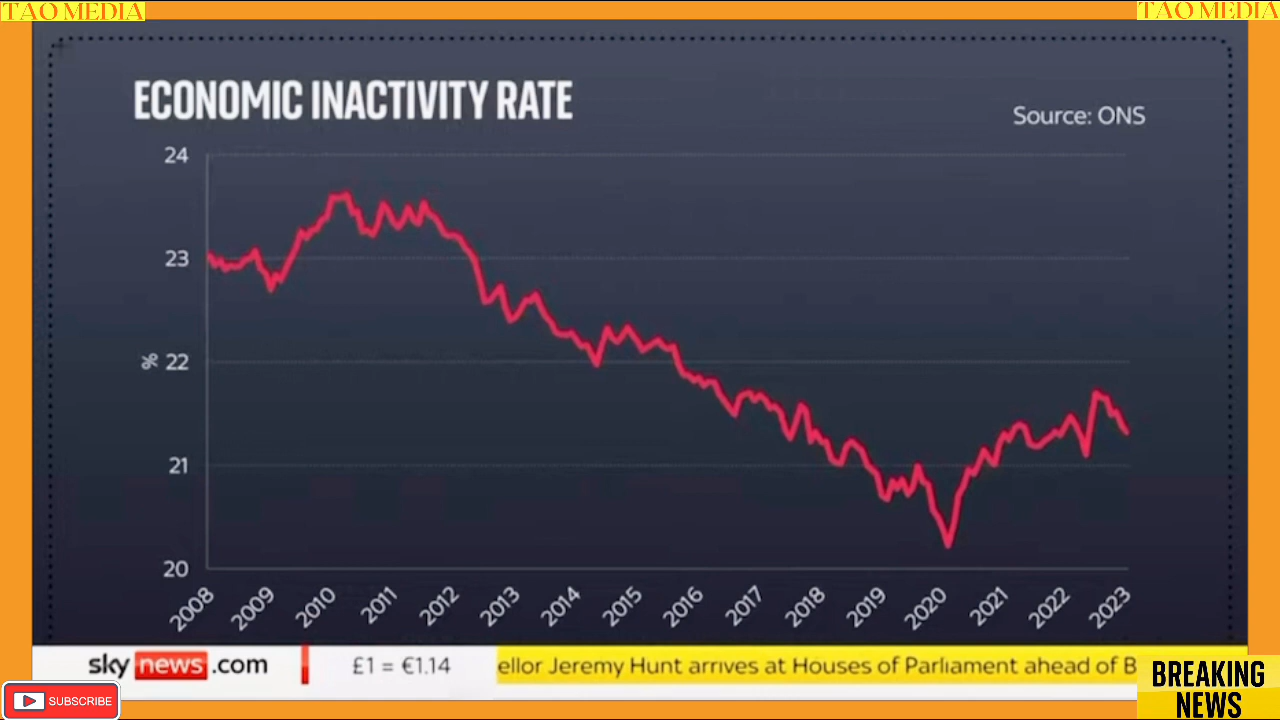 TAO MEDIA
TAO MEDIA
ECONOMIC INACTIVITY RATE
Source: ONS
24
23
% 22
21
20
2008 2009 2010 2011 2012 2013 2014 2015 2016 2017 2018 2019 2020 2021 2022 2023
sky news .com
£1 = €1.14
ellor Jeremy Hunt arrives at Houses of Parliament ahead of B
SUBSCRIBE
BREAKING
NEWS